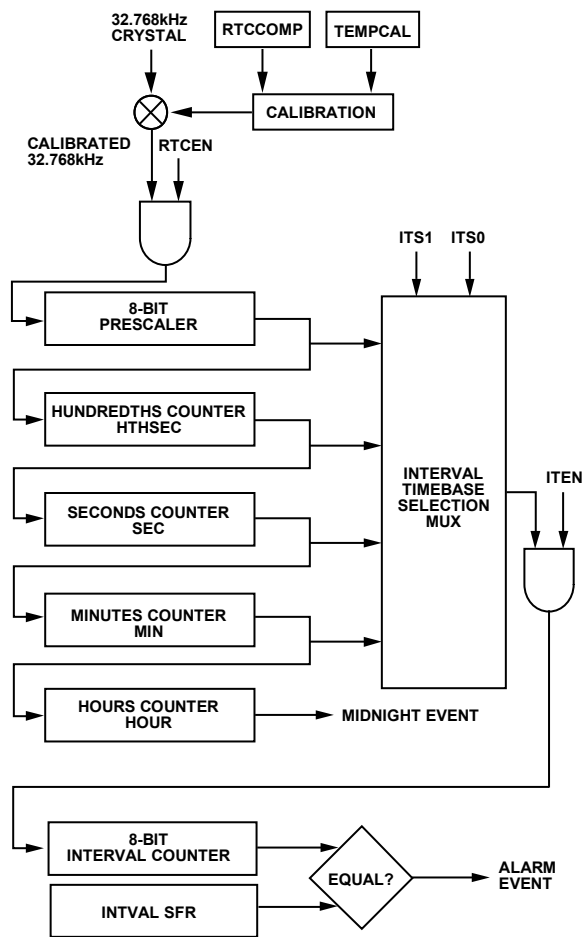 32.768kHz
CRYSTAL
RTCCOMP
TEMPCAL
CALIBRATION
CALIBRATED
32.768kHz
RTCEN
ITS1
ITS0
8-BIT
PRESCALER
HUNDREDTHS COUNTER
HTHSEC
SECONDS COUNTER
SEC
MINUTES COUNTER
MIN
HOURS COUNTER
HOUR
MIDNIGHT EVENT
INTERVAL
TIMEBASE
SELECTION
MUX
ITEN
8-BIT
INTERVAL COUNTER
INTVAL SFR
EQUAL?
ALARM
EVENT